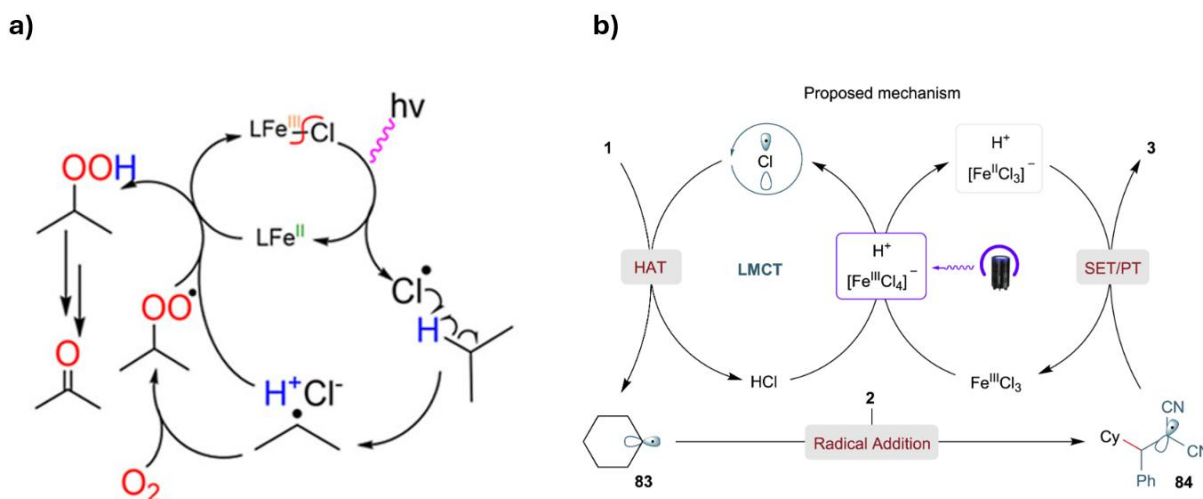 a)
b)
LFeIII Cl
hν
OOH
LFeII
Cl•
H
OO•
O
H+Cl-
O2
Proposed mechanism
1
Cl
H+
[FeIICl3]−
3
HAT
LMCT
H+
[FeIIICl4]−
SET/PT
HCl
FeIIICl3
2
Radical Addition
83
CN
Cy
CN
Ph
84